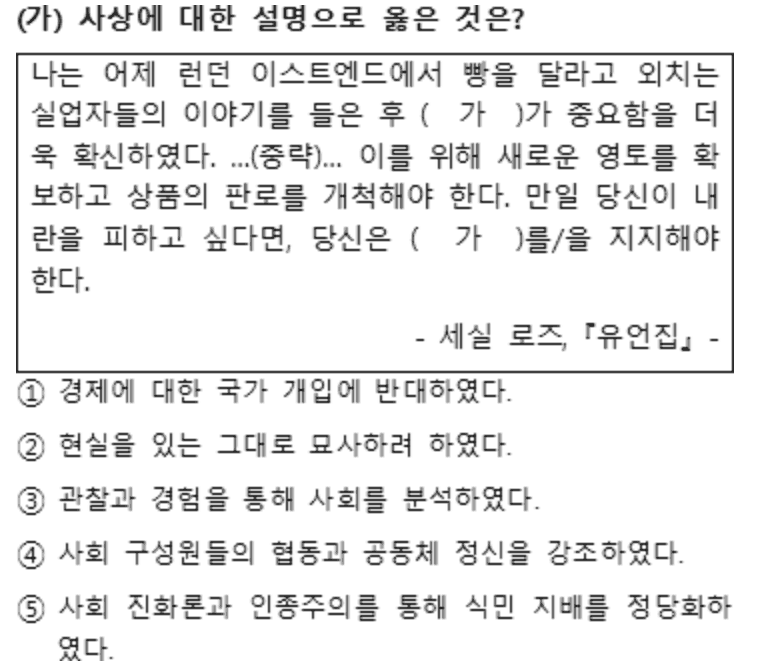 (가) 사상에 대한 설명으로 옳은 것은?
나는 어제 런던 이스트엔드에서 빵을 달라고 외치는
실업자들의 이야기를 들은 후 ( 가 )가 중요함을 더
욱 확신하였다. ...(중략)... 이를 위해 새로운 영토를 확
보하고 상품의 판로를 개척해야 한다. 만일 당신이 내
란을 피하고 싶다면, 당신은 ( 가 )를/을 지지해야
한다.
- 세실 로즈, 『유언집』 -
① 경제에 대한 국가 개입에 반대하였다.
② 현실을 있는 그대로 묘사하려 하였다.
③ 관찰과 경험을 통해 사회를 분석하였다.
④ 사회 구성원들의 협동과 공동체 정신을 강조하였다.
⑤ 사회 진화론과 인종주의를 통해 식민 지배를 정당화하
였다.